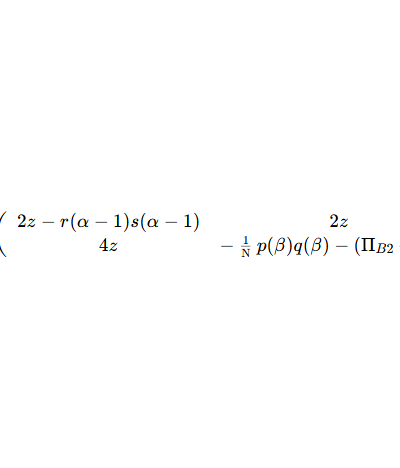 ( 2z − r(α − 1)s(α − 1) 2z
4z − 1/N p(β)q(β) − (Π_{B2}